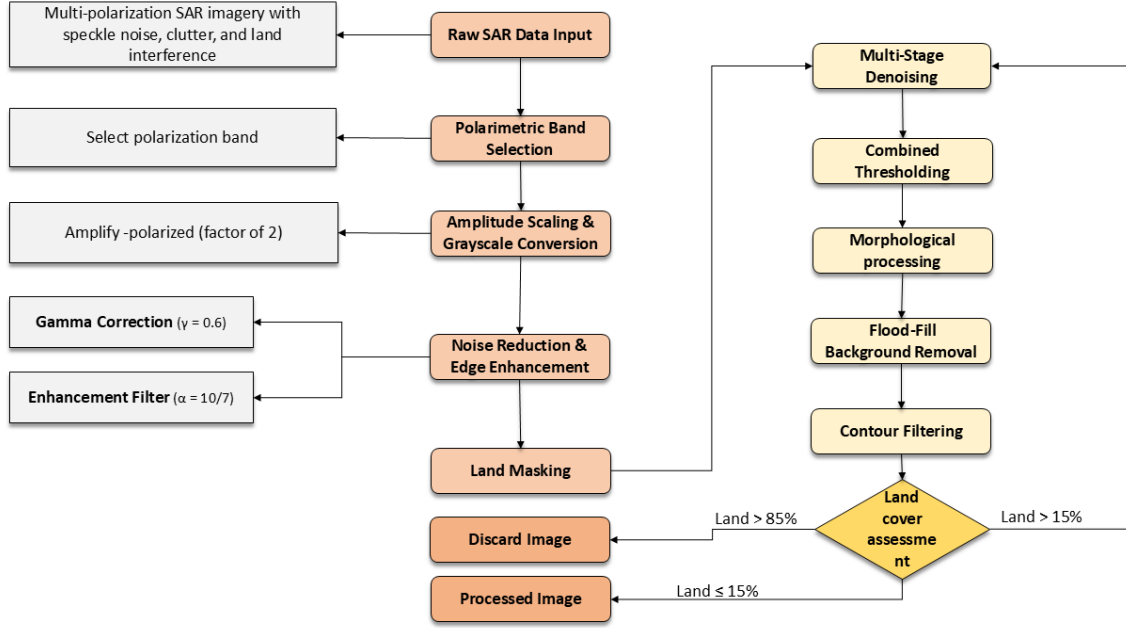 Multi-polarization SAR imagery with
speckle noise, clutter, and land
interference
Raw SAR Data Input
Select polarization band
Polarimetric Band
Selection
Amplify -polarized (factor of 2)
Amplitude Scaling &
Grayscale Conversion
Gamma Correction (γ = 0.6)
Enhancement Filter (α = 10/7)
Noise Reduction &
Edge Enhancement
Land Masking
Multi-Stage
Denoising
Combined
Thresholding
Morphological
processing
Flood-Fill
Background Removal
Contour Filtering
Land
cover
assessme
nt
Land > 85%
Land > 15%
Discard Image
Land ≤ 15%
Processed Image